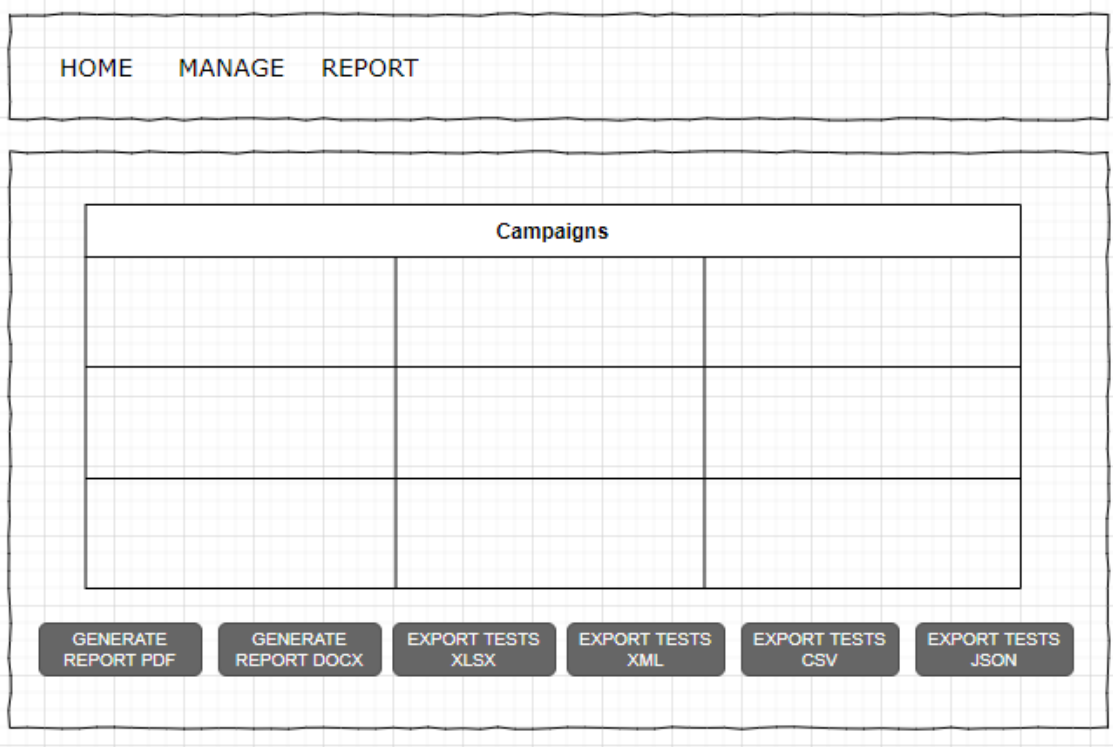 HOME MANAGE REPORT
Campaigns
GENERATE
REPORT PDF
GENERATE
REPORT DOCX
EXPORT TESTS
XLSX
EXPORT TESTS
XML
EXPORT TESTS
CSV
EXPORT TESTS
JSON